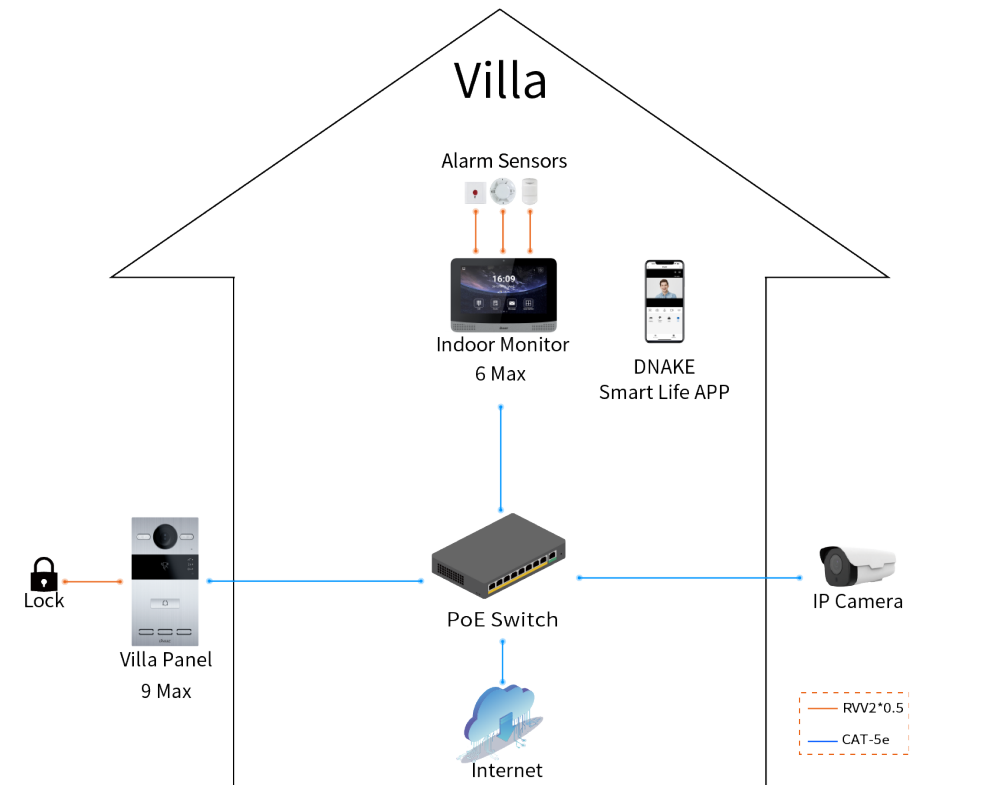 Villa
Alarm Sensors
16:09
Indoor Monitor
6 Max
DNAKE
Smart Life APP
Lock
Villa Panel
9 Max
PoE Switch
IP Camera
Internet
RVV2*0.5
CAT-5e